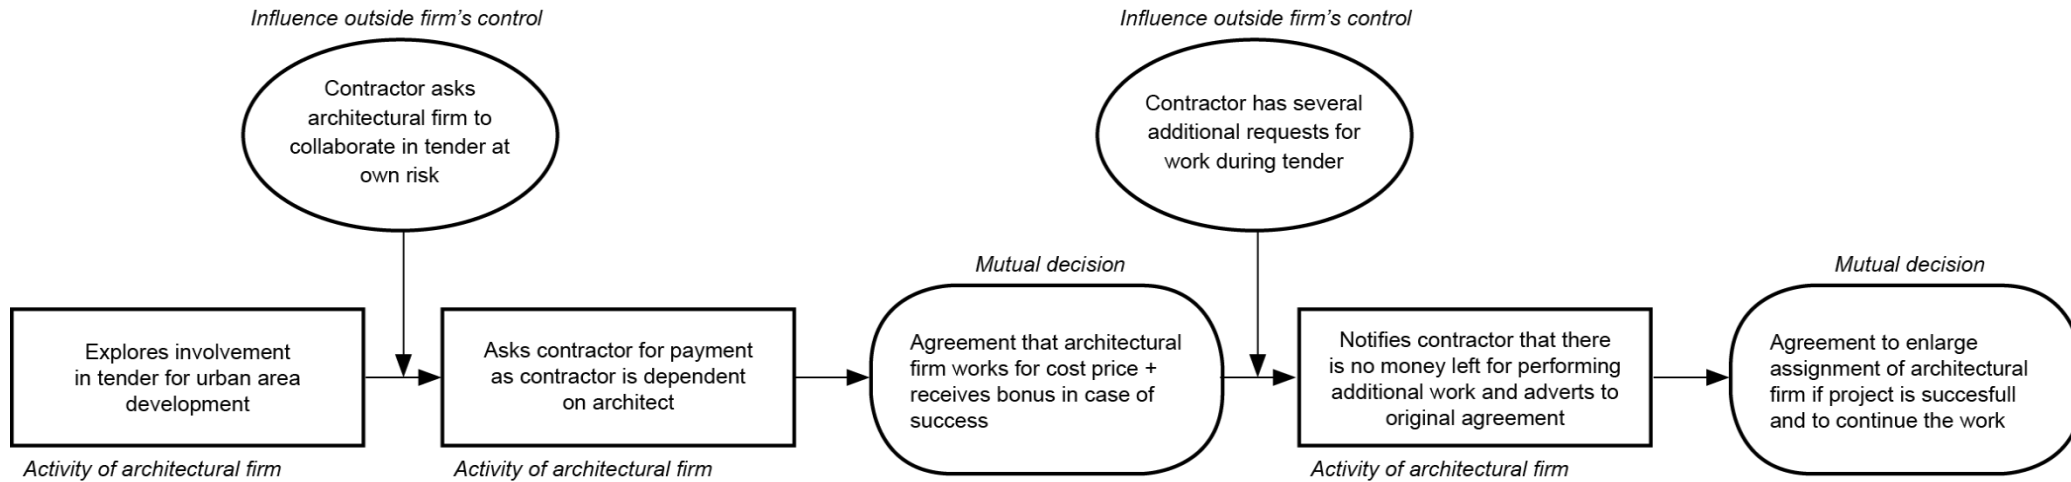 Influence outside firm’s control
Contractor asks
architectural firm to
collaborate in tender at
own risk
Influence outside firm’s control
Contractor has several
additional requests for
work during tender
Explores involvement
in tender for urban area
development
Activity of architectural firm
Asks contractor for payment
as contractor is dependent
on architect
Activity of architectural firm
Mutual decision
Agreement that architectural
firm works for cost price +
receives bonus in case of
success
Notifies contractor that there
is no money left for performing
additional work and adverts to
original agreement
Activity of architectural firm
Mutual decision
Agreement to enlarge
assignment of architectural
firm if project is succesfull
and to continue the work